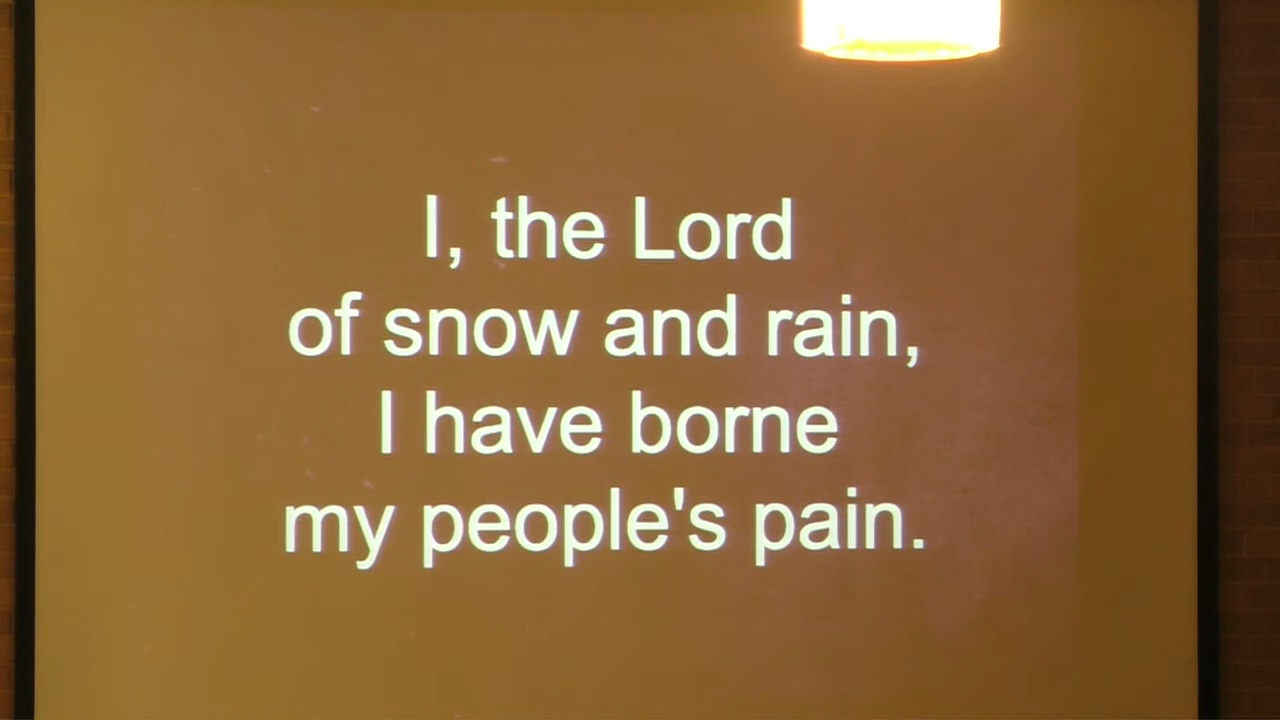 I, the Lord
of snow and rain,
I have borne
my people's pain.